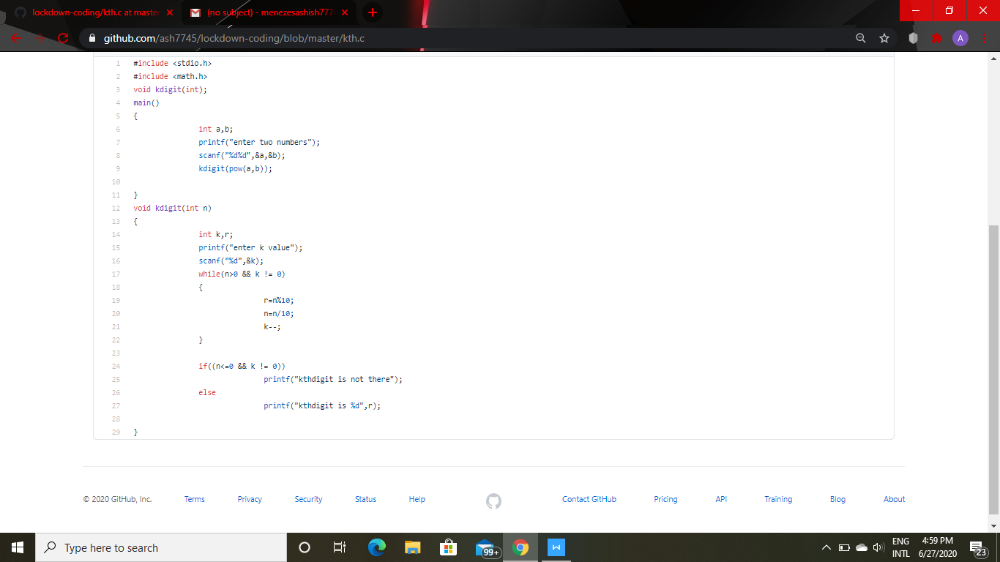 lockdown-coding/kth.c at master
(no subject) - menezesashish777
github.com/ash7745/lockdown-coding/blob/master/kth.c
A
1 #include <stdio.h>
2 #include <math.h>
3 void kdigit(int);
4 main()
5 {
6 int a,b;
7 printf("enter two numbers");
8 scanf("%d%d",&a,&b);
9 kdigit(pow(a,b));
10
11 }
12 void kdigit(int n)
13 {
14 int k,r;
15 printf("enter k value");
16 scanf("%d",&k);
17 while(n>0 && k != 0)
18 {
19 r=n%10;
20 n=n/10;
21 k--;
22 }
23
24 if((n<=0 && k != 0))
25 printf("kthdigit is not there");
26 else
27 printf("kthdigit is %d",r);
28
29 }
© 2020 GitHub, Inc. Terms Privacy Security Status Help Contact GitHub Pricing API Training Blog About
Type here to search
99+
W
ENG
INTL
4:59 PM
6/27/2020
23